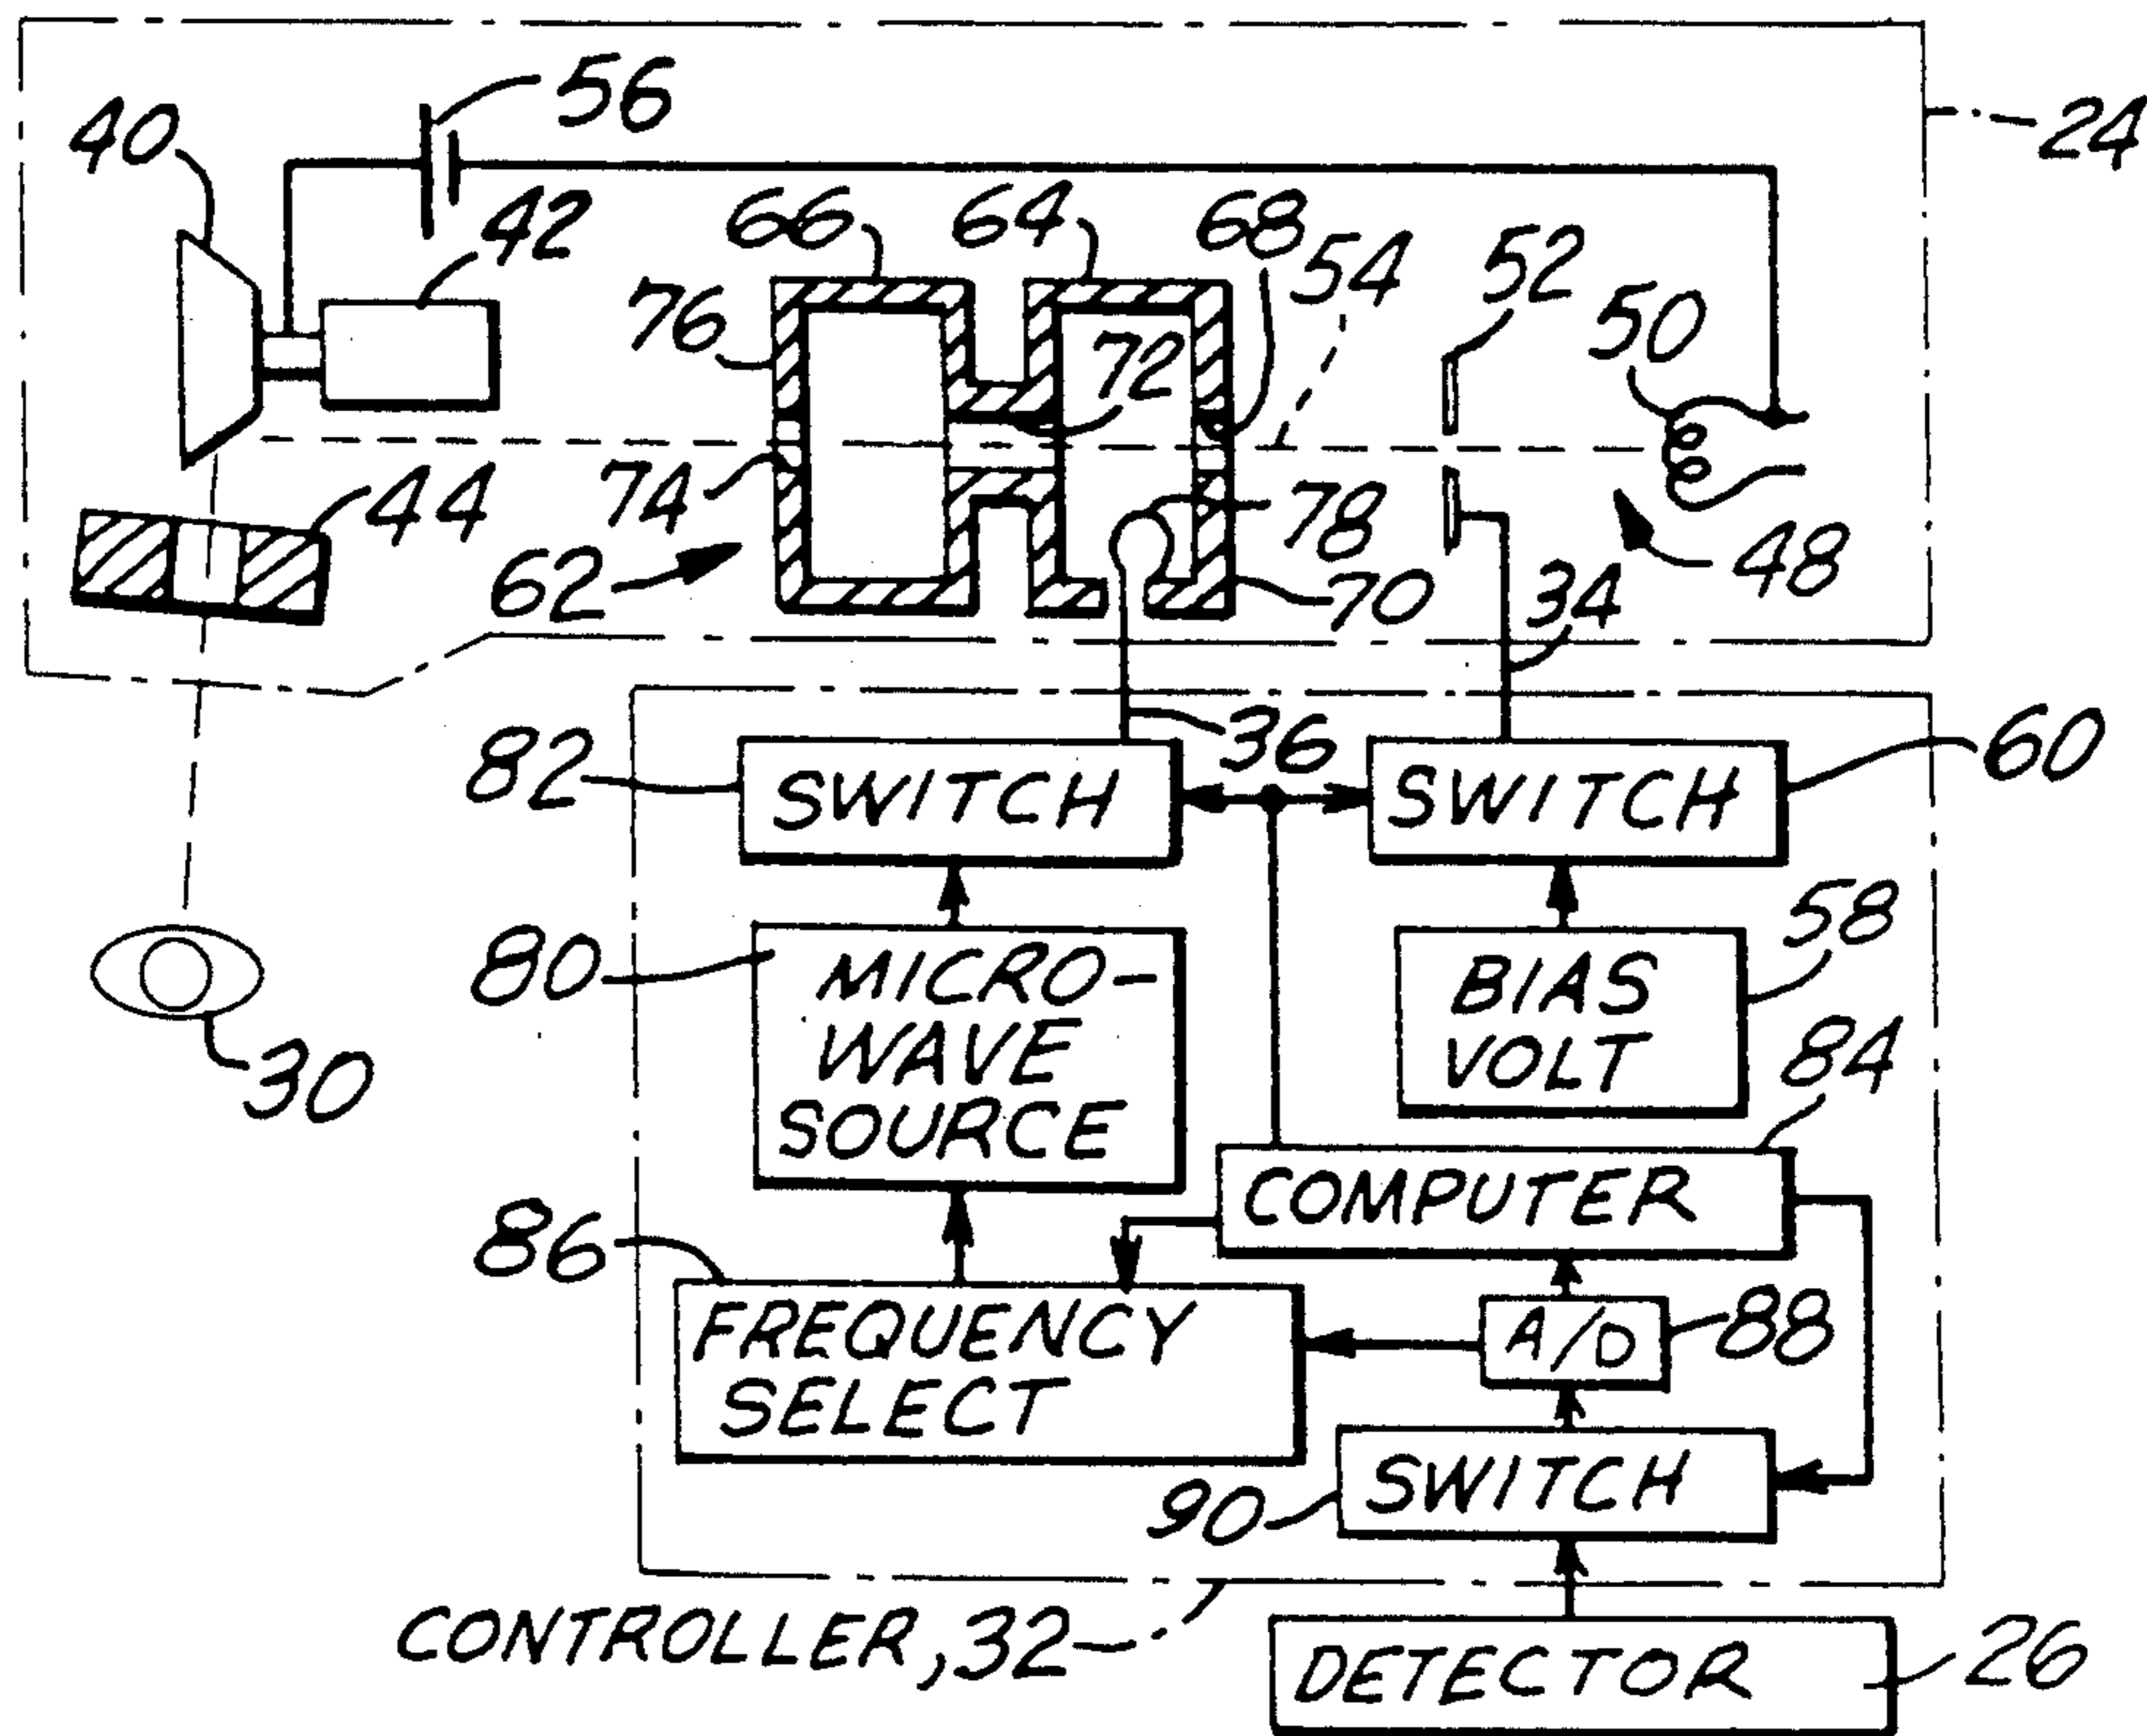 56
40
24
42
66
64
68
54
52
50
76
72
74
44
78
48
62
70
34
36
82
SWITCH
SWITCH
60
80
MICRO-
WAVE
SOURCE
BIAS
VOLT
58
30
84
COMPUTER
86
FREQUENCY
SELECT
A/D
88
SWITCH
90
CONTROLLER, 32
DETECTOR
26